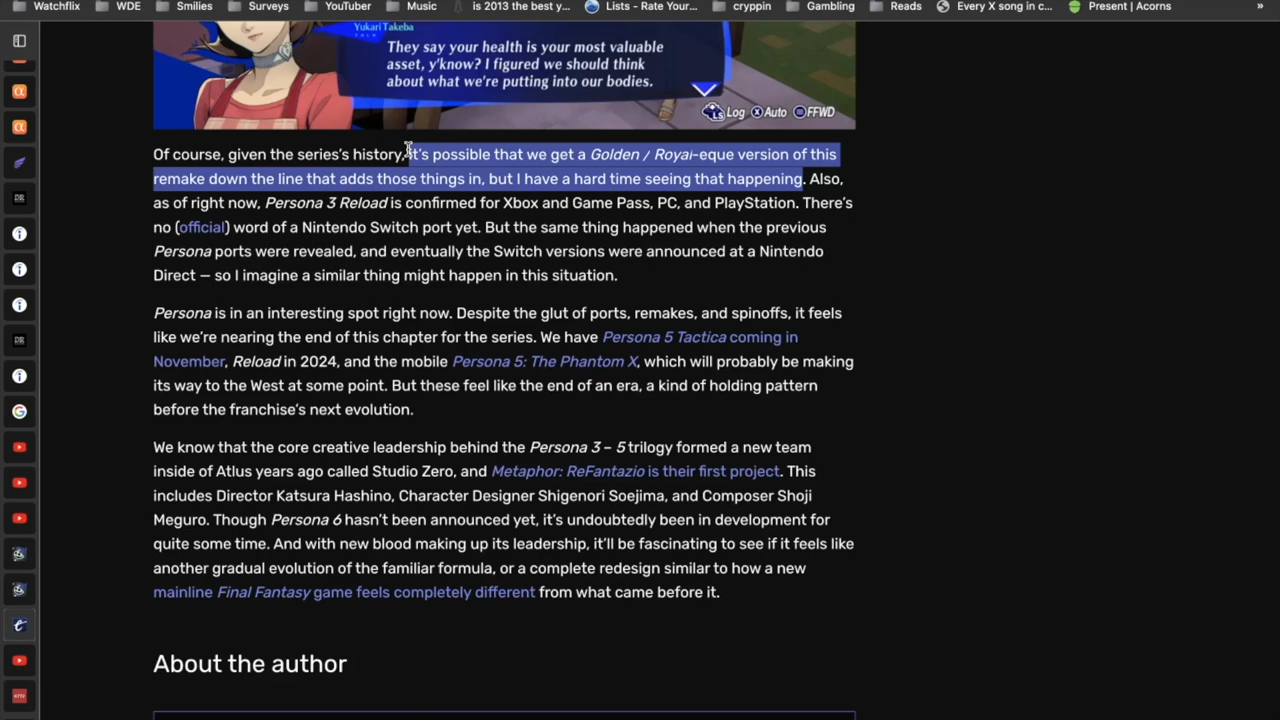 Watchflix WDE Smilies Surveys YouTuber Music is 2013 the best y... Lists - Rate Your... cryppin Gambling Reads Every X song in c... Present | Acorns »
Yukari Takeba
TALK
They say your health is your most valuable
asset, y'know? I figured we should think
about what we're putting into our bodies.
LS Log X Auto FFWD
Of course, given the series's history, it's possible that we get a Golden / Royal-eque version of this
remake down the line that adds those things in, but I have a hard time seeing that happening. Also,
as of right now, Persona 3 Reload is confirmed for Xbox and Game Pass, PC, and PlayStation. There's
no (official) word of a Nintendo Switch port yet. But the same thing happened when the previous
Persona ports were revealed, and eventually the Switch versions were announced at a Nintendo
Direct — so I imagine a similar thing might happen in this situation.
Persona is in an interesting spot right now. Despite the glut of ports, remakes, and spinoffs, it feels
like we're nearing the end of this chapter for the series. We have Persona 5 Tactica coming in
November, Reload in 2024, and the mobile Persona 5: The Phantom X, which will probably be making
its way to the West at some point. But these feel like the end of an era, a kind of holding pattern
before the franchise's next evolution.
We know that the core creative leadership behind the Persona 3 – 5 trilogy formed a new team
inside of Atlus years ago called Studio Zero, and Metaphor: ReFantazio is their first project. This
includes Director Katsura Hashino, Character Designer Shigenori Soejima, and Composer Shoji
Meguro. Though Persona 6 hasn't been announced yet, it's undoubtedly been in development for
quite some time. And with new blood making up its leadership, it'll be fascinating to see if it feels like
another gradual evolution of the familiar formula, or a complete redesign similar to how a new
mainline Final Fantasy game feels completely different from what came before it.
About the author